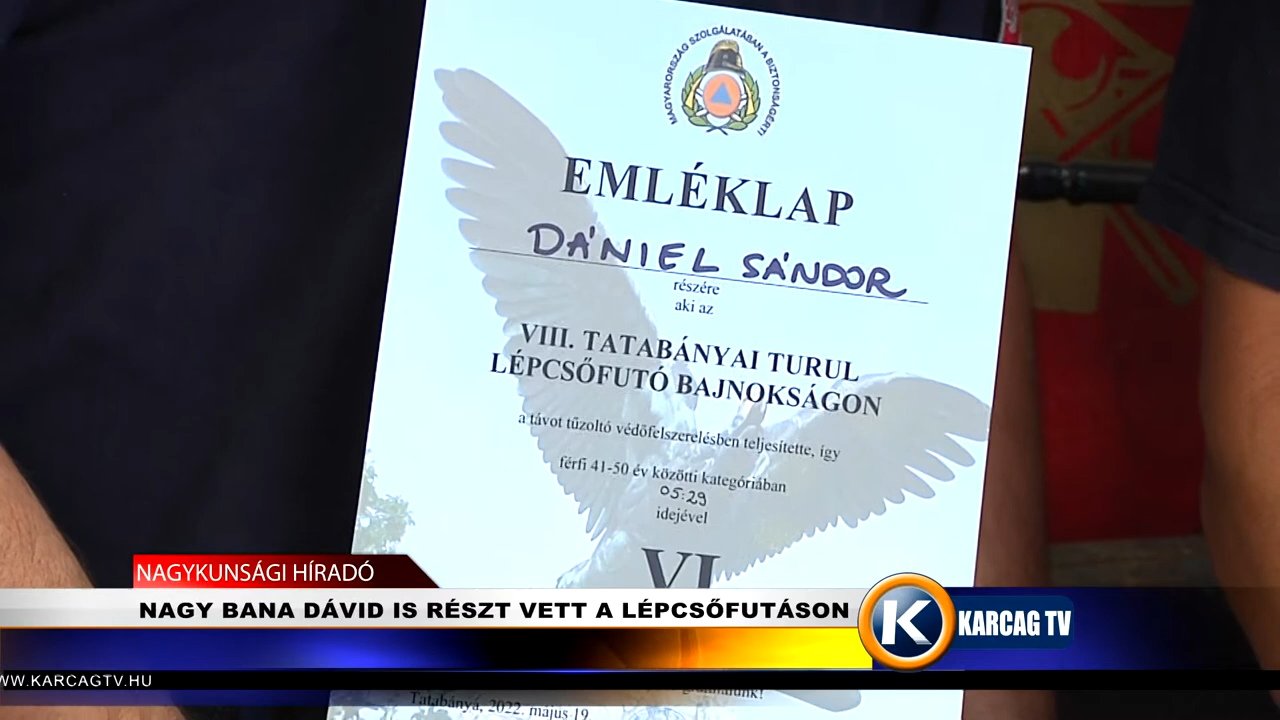 MAGYARORSZÁG SZOLGÁLATÁBAN A BIZTONSÁGÉRT!
EMLÉKLAP
DÁNIEL SÁNDOR
részére
aki az
VIII. TATABÁNYAI TURUL
LÉPCSŐFUTÓ BAJNOKSÁGON
a távot tűzoltó védőfelszerelésben teljesítette, így
férfi 41-50 év közötti kategóriában
05:29
idejével
VI
NAGYKUNSÁGI HÍRADÓ
NAGY BANA DÁVID IS RÉSZT VETT A LÉPCSŐFUTÁSON
K KARCAG TV
WW.KARCAGTV.HU
Tatabánya, 2022. május 19.